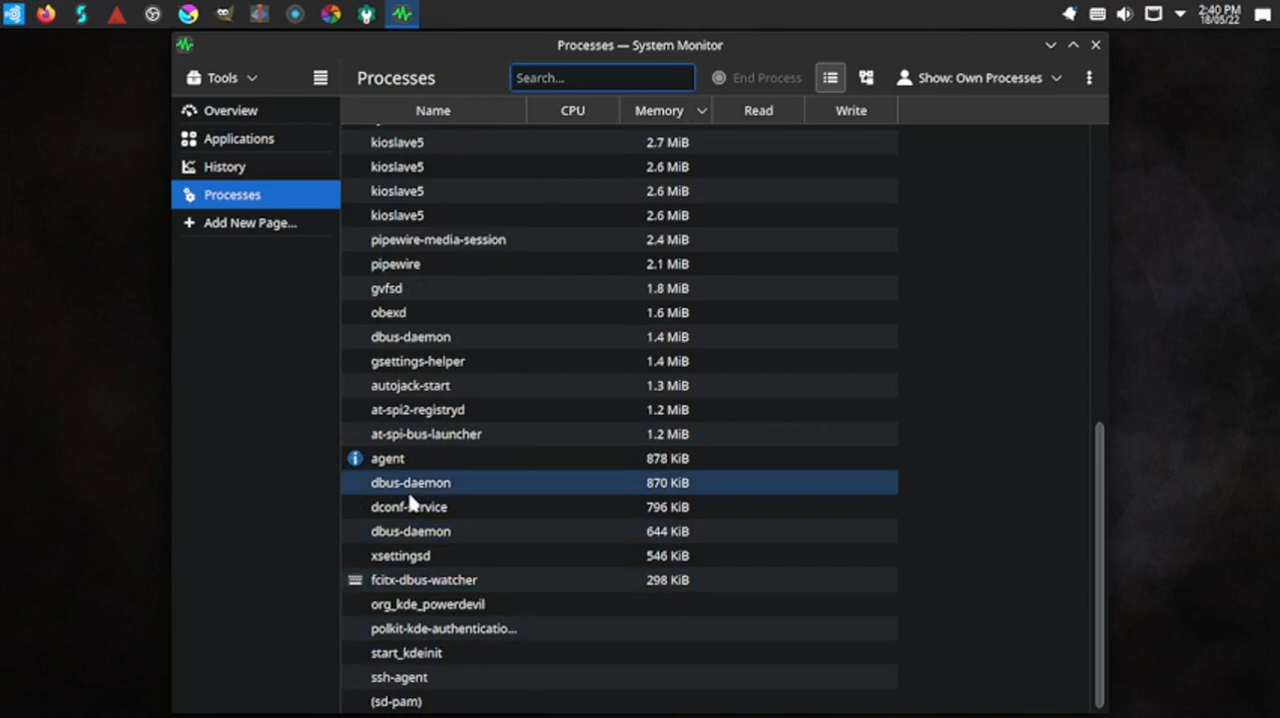 2:40 PM
18/05/22
Processes — System Monitor
Tools
Processes
Search...
End Process
Show: Own Processes
Overview
Applications
History
Processes
Add New Page...
Name CPU Memory Read Write
kioslave5 2.7 MiB
kioslave5 2.6 MiB
kioslave5 2.6 MiB
kioslave5 2.6 MiB
pipewire-media-session 2.4 MiB
pipewire 2.1 MiB
gvfsd 1.8 MiB
obexd 1.6 MiB
dbus-daemon 1.4 MiB
gsettings-helper 1.4 MiB
autojack-start 1.3 MiB
at-spi2-registryd 1.2 MiB
at-spi-bus-launcher 1.2 MiB
agent 878 KiB
dbus-daemon 870 KiB
dconf-service 796 KiB
dbus-daemon 644 KiB
xsettingsd 546 KiB
fcitx-dbus-watcher 298 KiB
org_kde_powerdevil
polkit-kde-authenticatio...
start_kdeinit
ssh-agent
(sd-pam)